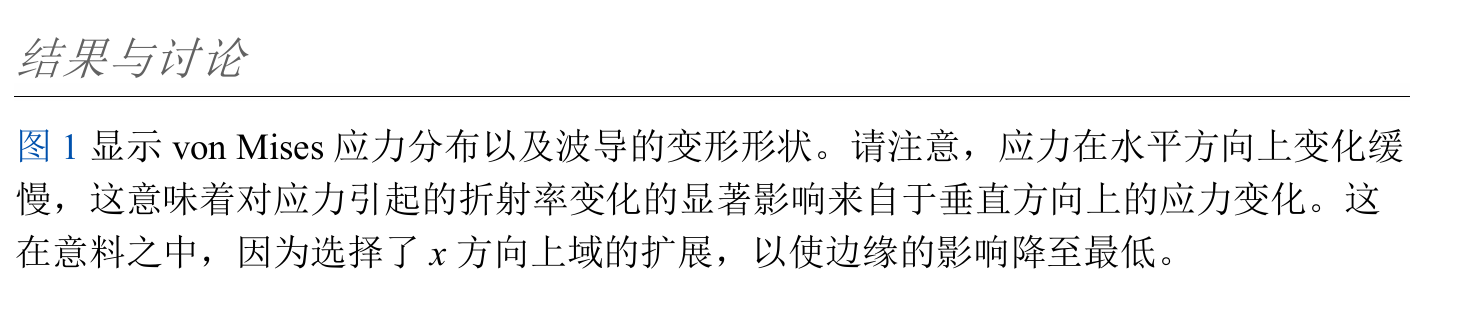 结果与讨论
图 1 显示 von Mises 应力分布以及波导的变形形状。请注意，应力在水平方向上变化缓
慢，这意味着对应力引起的折射率变化的显著影响来自于垂直方向上的应力变化。这
在意料之中，因为选择了 x 方向上域的扩展，以使边缘的影响降至最低。